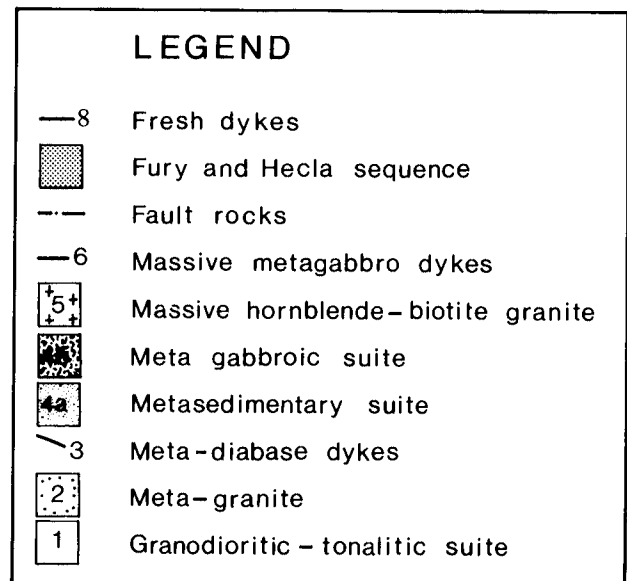 LEGEND
8 Fresh dykes
Fury and Hecla sequence
Fault rocks
6 Massive metagabbro dykes
5 Massive hornblende-biotite granite
4b Meta gabbroic suite
4a Metasedimentary suite
3 Meta-diabase dykes
2 Meta-granite
1 Granodioritic-tonalitic suite